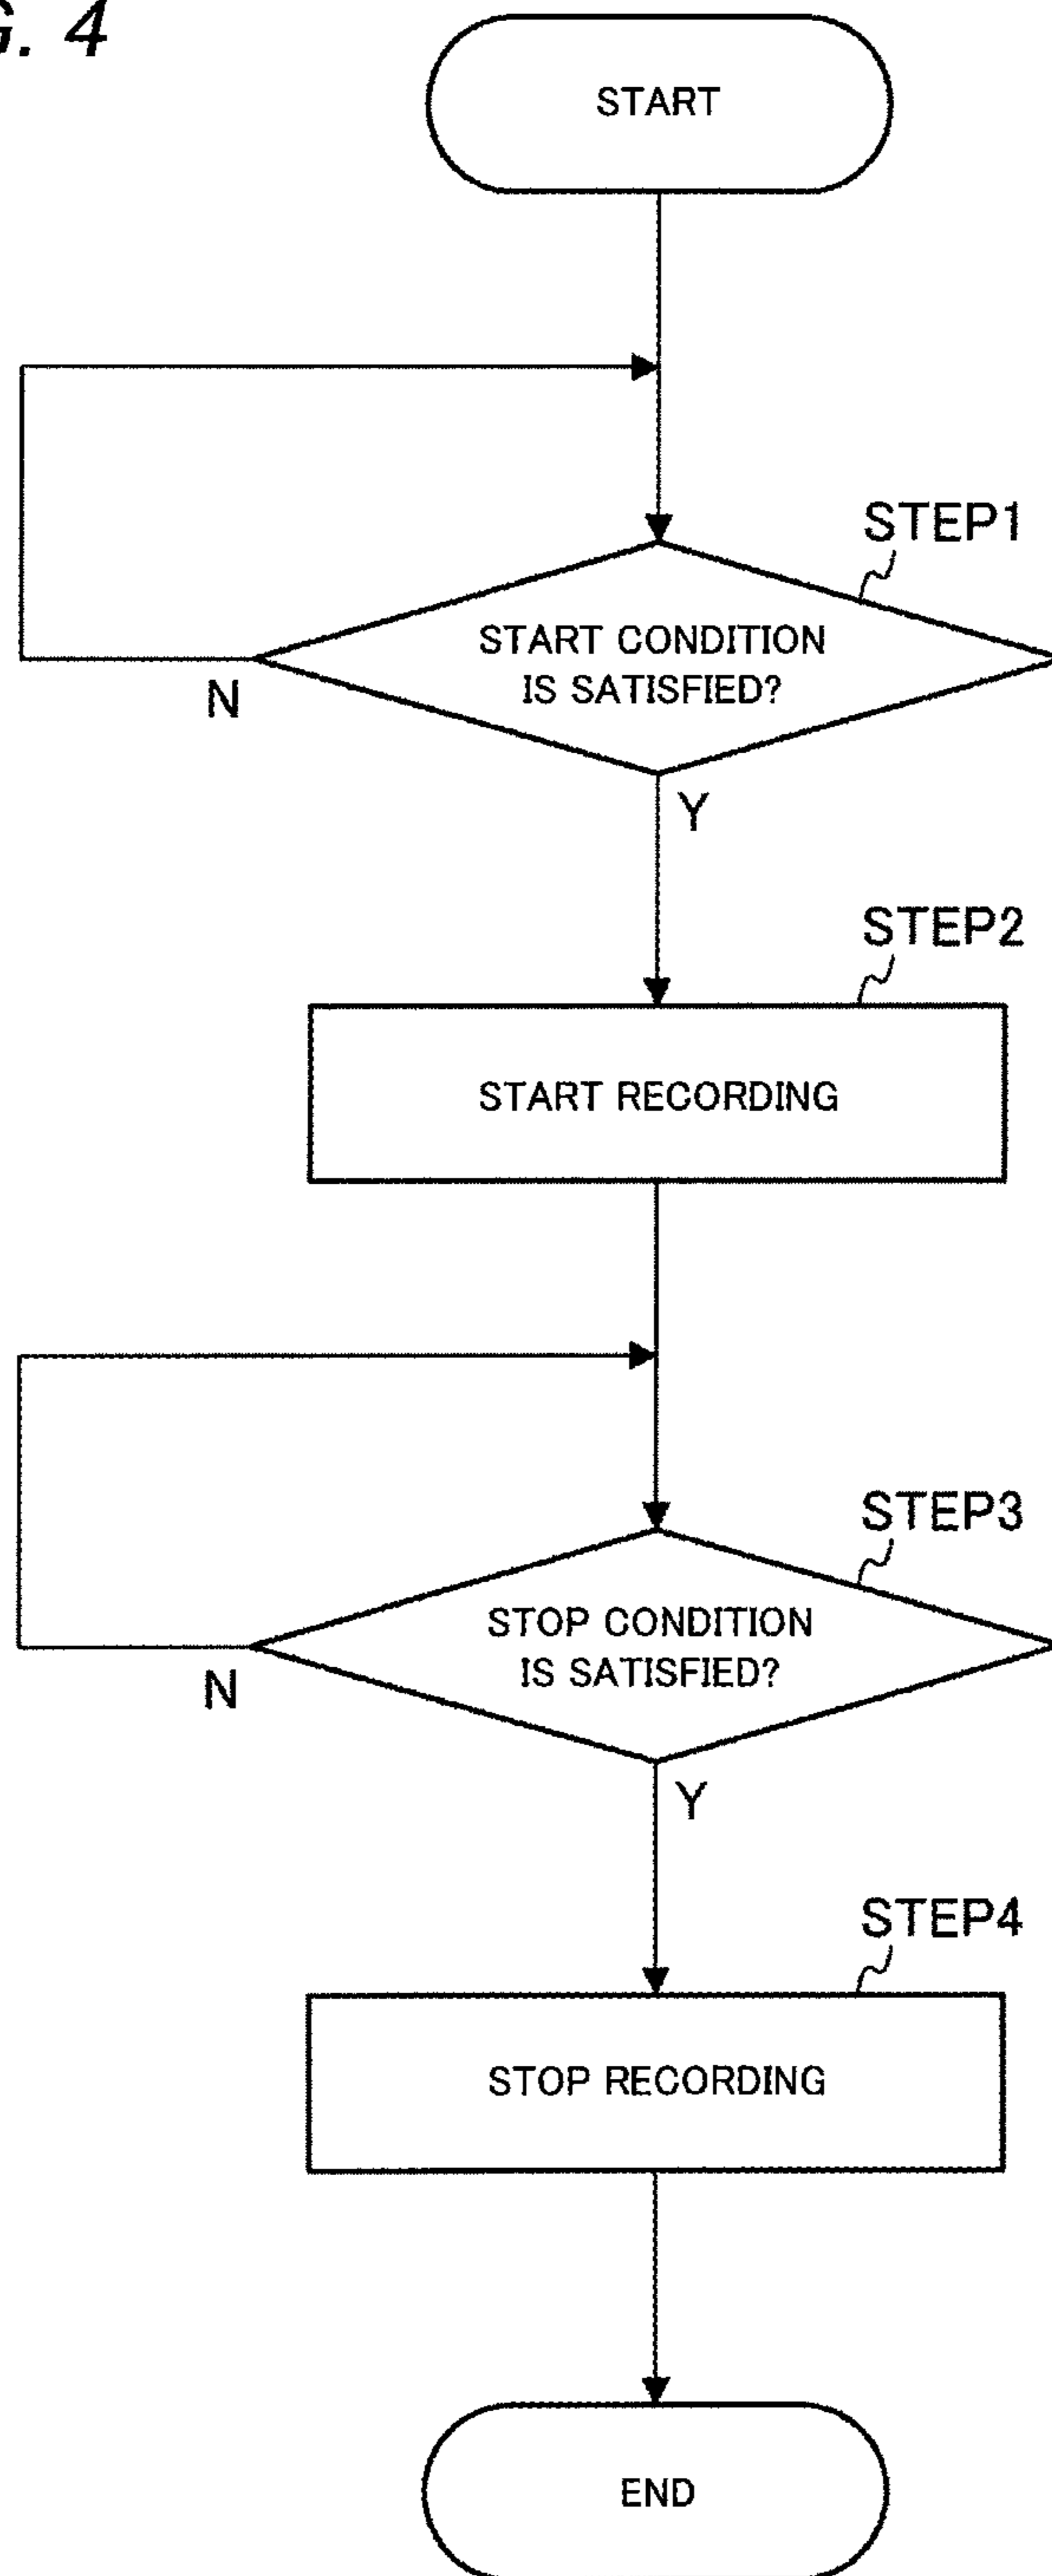 G. 4
START
STEP1
START CONDITION
IS SATISFIED?
N
Y
STEP2
START RECORDING
STEP3
STOP CONDITION
IS SATISFIED?
N
Y
STEP4
STOP RECORDING
END